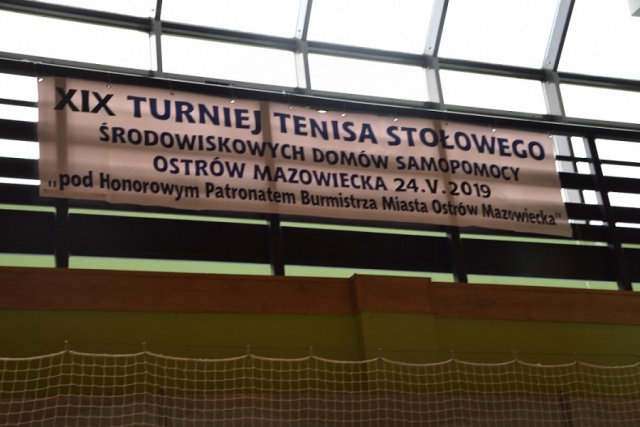 XIX TURNIEJ TENISA STOŁOWEGO
ŚRODOWISKOWYCH DOMÓW SAMOPOMOCY
OSTRÓW MAZOWIECKA 24.V.2019
„pod Honorowym Patronatem Burmistrza Miasta Ostrów Mazowiecka"